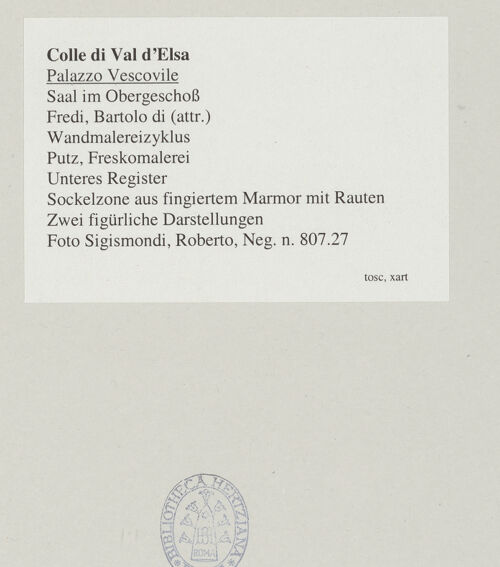 Colle di Val d'Elsa
Palazzo Vescovile
Saal im Obergeschoß
Fredi, Bartolo di (attr.)
Wandmalereizyklus
Putz, Freskomalerei
Unteres Register
Sockelzone aus fingiertem Marmor mit Rauten
Zwei figürliche Darstellungen
Foto Sigismondi, Roberto, Neg. n. 807.27
tosc, xart
BIBLIOTHECA HERTZIANA
ROMA